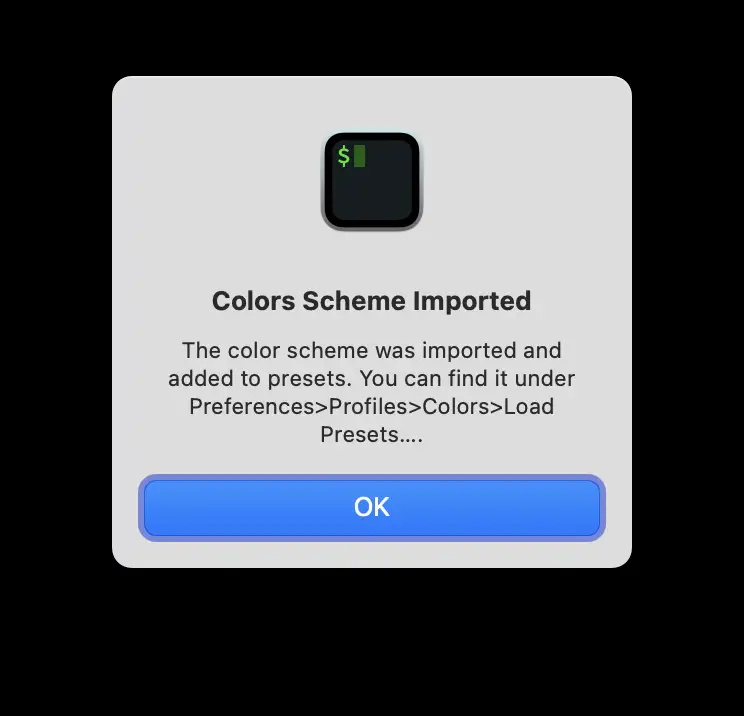 $
Colors Scheme Imported
The color scheme was imported and
added to presets. You can find it under
Preferences>Profiles>Colors>Load
Presets....
OK